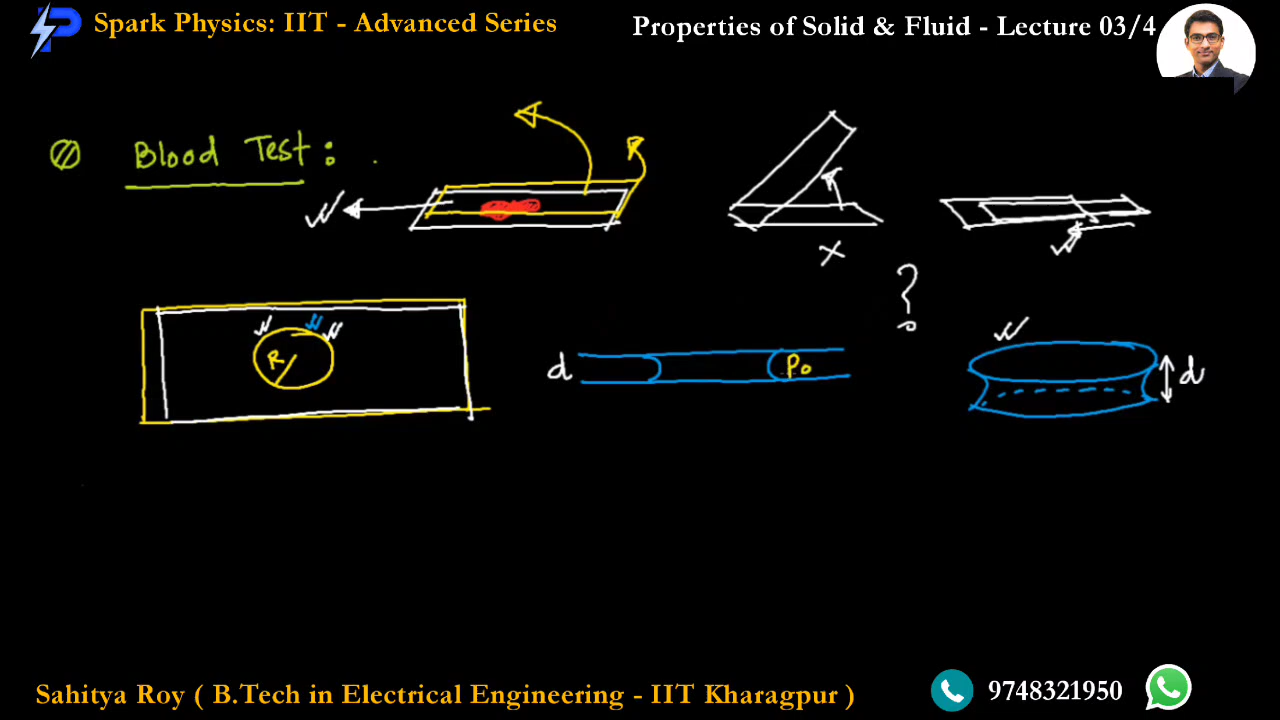 Spark Physics: IIT - Advanced Series
Properties of Solid & Fluid - Lecture 03/4
Blood Test:
?
R
d
Po
d
Sahitya Roy ( B.Tech in Electrical Engineering - IIT Kharagpur )
9748321950